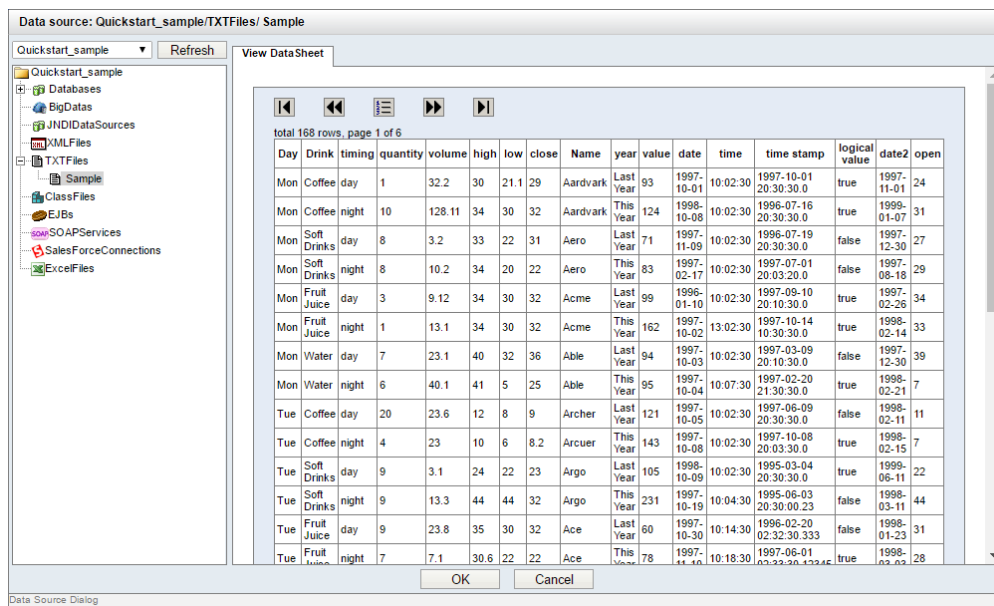 Data source: Quickstart_sample/TXTFiles/ Sample
Quickstart_sample ▼ Refresh
View DataSheet
Quickstart_sample
Databases
BigDatas
JNDIDataSources
XML XMLFiles
TXTFiles
Sample
ClassFiles
EJBs
SOAP SOAPServices
SalesForceConnections
ExcelFiles
total 168 rows, page 1 of 6
Day Drink timing quantity volume high low close Name year value date time time stamp logical value date2 open
Mon Coffee day 1 32.2 30 21.1 29 Aardvark Last Year 93 1997-10-01 10:02:30 1997-10-01 20:30:30.0 true 1997-11-01 24
Mon Coffee night 10 128.11 34 30 32 Aardvark This Year 124 1998-10-08 10:02:30 1996-07-16 20:30:30.0 true 1999-01-07 31
Mon Soft Drinks day 8 3.2 33 22 31 Aero Last Year 71 1997-11-09 10:02:30 1996-07-19 20:30:30.0 false 1997-12-30 27
Mon Soft Drinks night 8 10.2 34 20 22 Aero This Year 83 1997-02-17 10:02:30 1997-07-01 20:03:20.0 false 1997-08-18 29
Mon Fruit Juice day 3 9.12 34 30 32 Acme Last Year 99 1996-01-10 10:02:30 1997-09-10 20:10:30.0 true 1997-02-26 34
Mon Fruit Juice night 1 13.1 34 30 32 Acme This Year 162 1997-10-02 13:02:30 1997-10-14 10:30:30.0 true 1998-02-14 33
Mon Water day 7 23.1 40 32 36 Able Last Year 94 1997-10-03 10:02:30 1997-03-09 20:10:30.0 false 1997-12-30 39
Mon Water night 6 40.1 41 5 25 Able This Year 95 1997-10-04 10:07:30 1997-02-20 21:30:30.0 true 1998-02-21 7
Tue Coffee day 20 23.6 12 8 9 Archer Last Year 121 1997-10-05 10:02:30 1997-06-09 20:30:30.0 false 1998-02-11 11
Tue Coffee night 4 23 10 6 8.2 Arcuer This Year 143 1997-10-08 10:02:30 1997-10-08 20:03:30.0 true 1998-02-15 7
Tue Soft Drinks day 9 3.1 24 22 23 Argo Last Year 105 1998-10-09 10:02:30 1995-03-04 20:30:30.0 true 1999-06-11 22
Tue Soft Drinks night 9 13.3 44 44 32 Argo This Year 231 1997-10-19 10:04:30 1995-06-03 20:30:00.23 false 1998-03-11 44
Tue Fruit Juice day 9 23.8 35 30 32 Ace Last Year 60 1997-10-30 10:14:30 1996-02-20 02:32:30.333 false 1998-01-23 31
Tue Fruit night 7 7.1 30.6 22 22 Ace This 78 1997- 10:18:30 1997-06-01 true 1998- 28
OK Cancel
Data Source Dialog